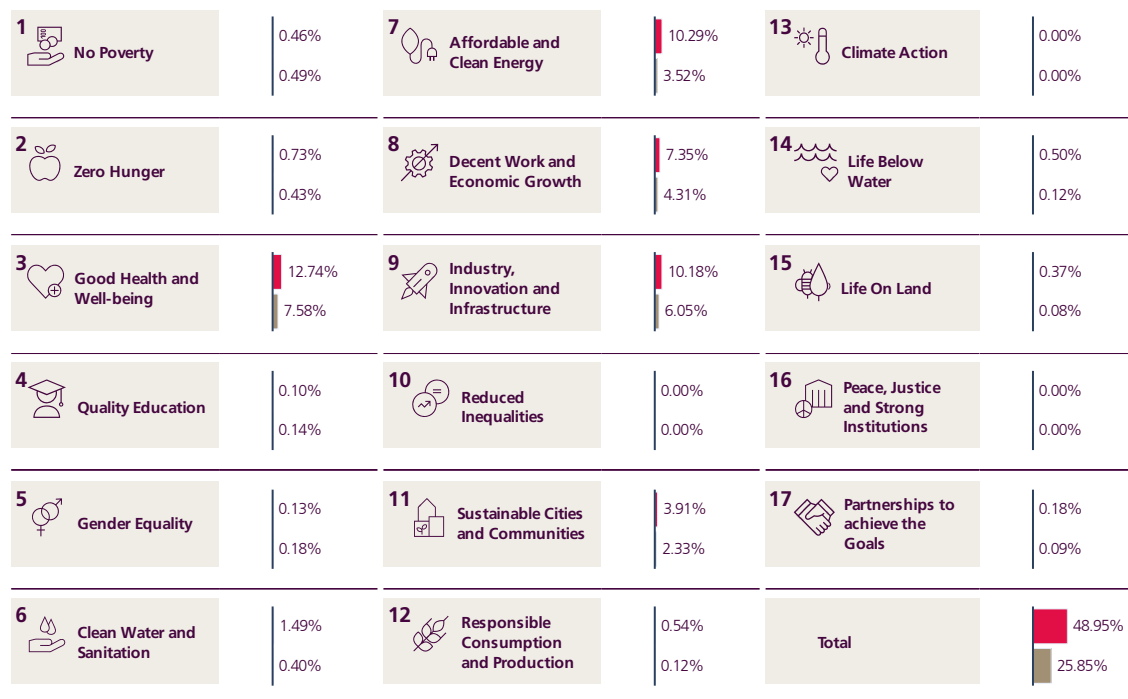 1
No Poverty
0.46%
0.49%
2
Zero Hunger
0.73%
0.43%
3
Good Health and
Well-being
12.74%
7.58%
4
Quality Education
0.10%
0.14%
5
Gender Equality
0.13%
0.18%
6
Clean Water and
Sanitation
1.49%
0.40%
7
Affordable and
Clean Energy
10.29%
3.52%
8
Decent Work and
Economic Growth
7.35%
4.31%
9
Industry,
Innovation and
Infrastructure
10.18%
6.05%
10
Reduced
Inequalities
0.00%
0.00%
11
Sustainable Cities
and Communities
3.91%
2.33%
12
Responsible
Consumption
and Production
0.54%
0.12%
13
Climate Action
0.00%
0.00%
14
Life Below
Water
0.50%
0.12%
15
Life On Land
0.37%
0.08%
16
Peace, Justice
and Strong
Institutions
0.00%
0.00%
17
Partnerships to
achieve the
Goals
0.18%
0.09%
Total
48.95%
25.85%